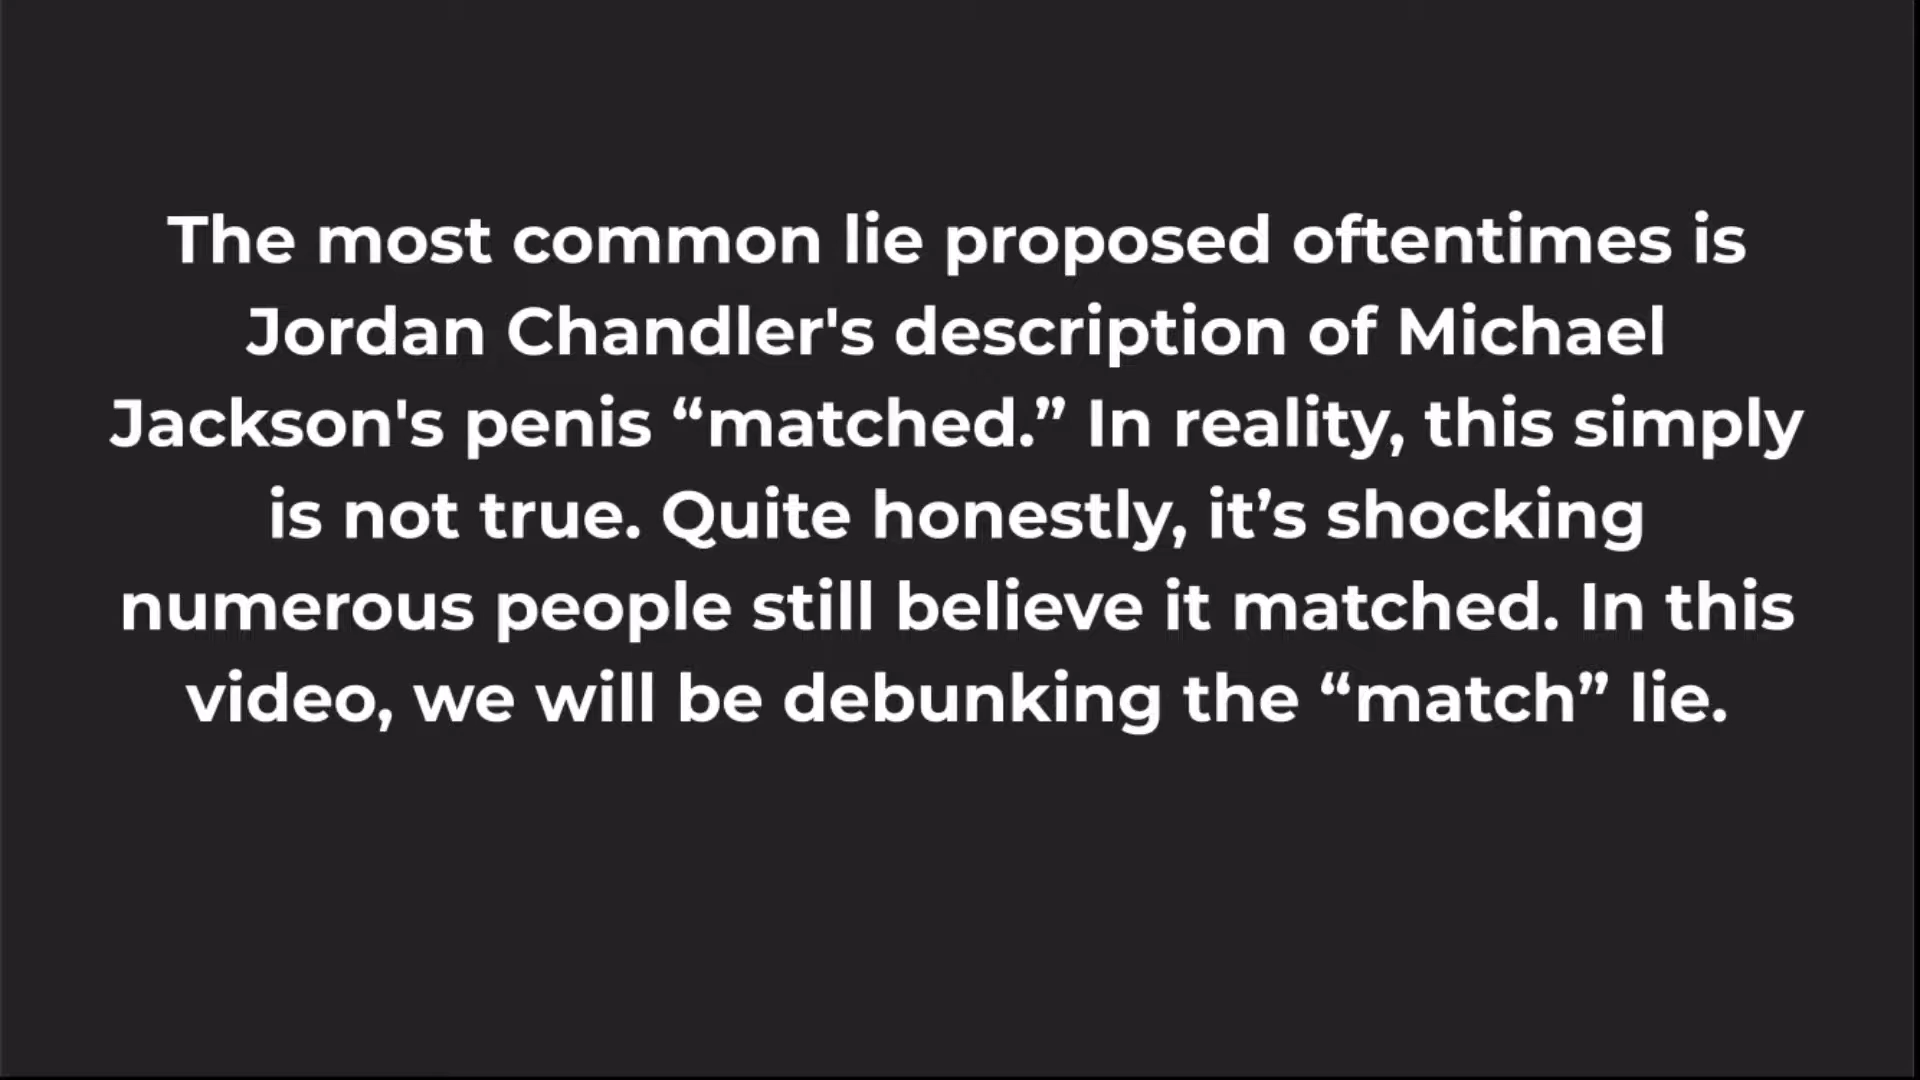 The most common lie proposed oftentimes is
Jordan Chandler's description of Michael
Jackson's penis “matched.” In reality, this simply
is not true. Quite honestly, it’s shocking
numerous people still believe it matched. In this
video, we will be debunking the “match” lie.